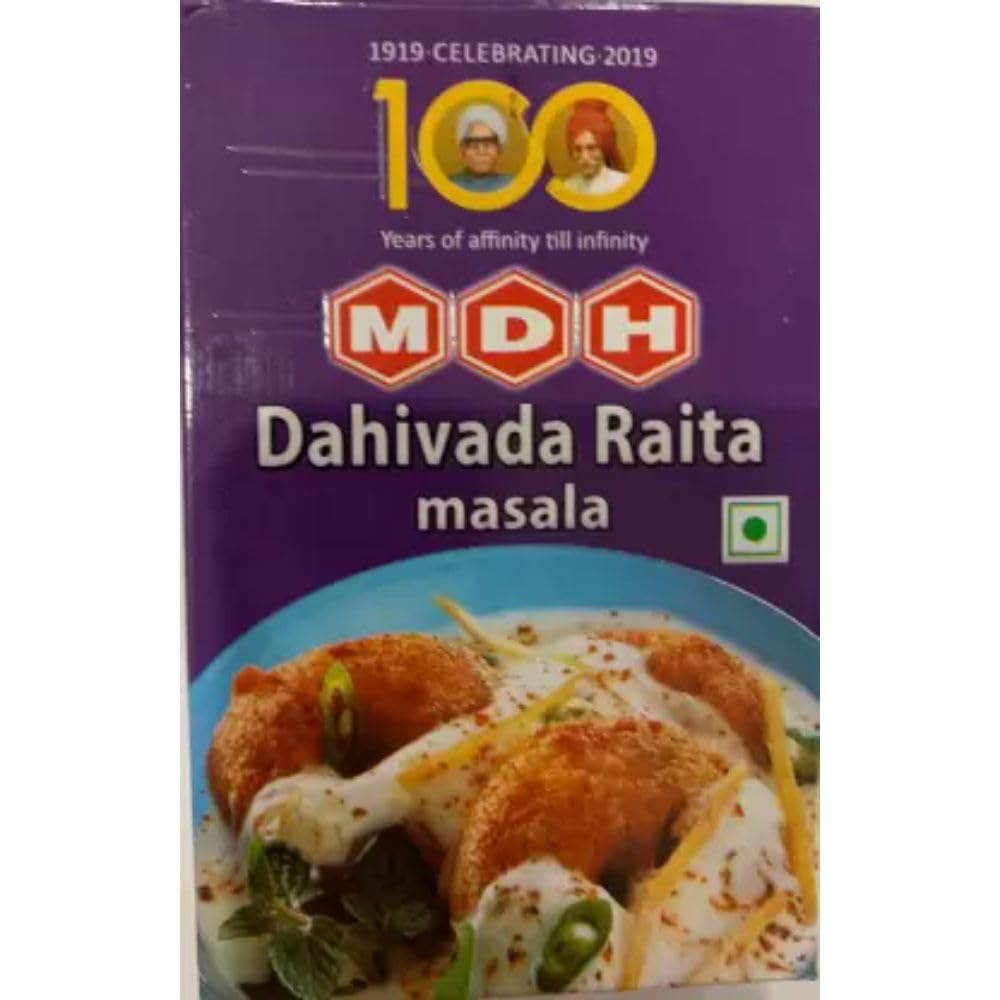 1919·CELEBRATING·2019
100
Years of affinity till infinity
MDH
Dahivada Raita
masala